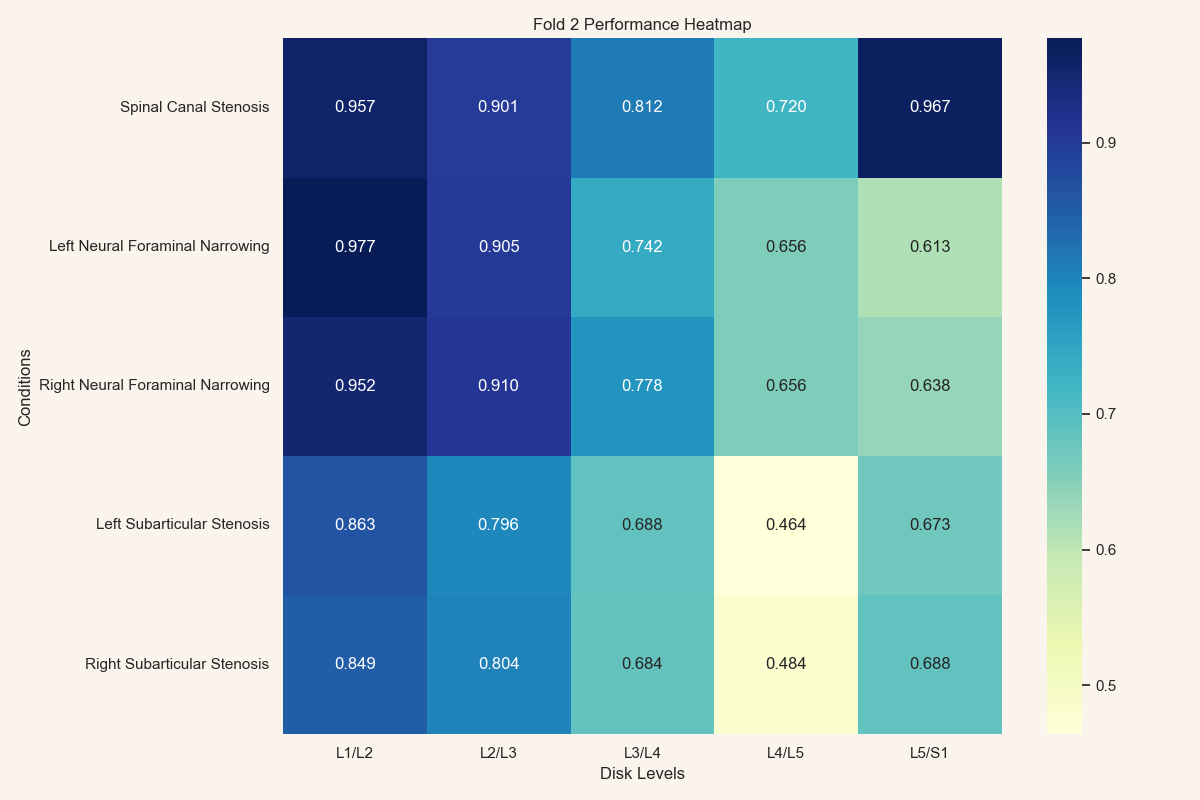 Fold 2 Performance Heatmap
Spinal Canal Stenosis 0.957 0.901 0.812 0.720 0.967
Left Neural Foraminal Narrowing 0.977 0.905 0.742 0.656 0.613
Right Neural Foraminal Narrowing 0.952 0.910 0.778 0.656 0.638
Left Subarticular Stenosis 0.863 0.796 0.688 0.464 0.673
Right Subarticular Stenosis 0.849 0.804 0.684 0.484 0.688
L1/L2 L2/L3 L3/L4 L4/L5 L5/S1
Disk Levels
Conditions
0.9
0.8
0.7
0.6
0.5